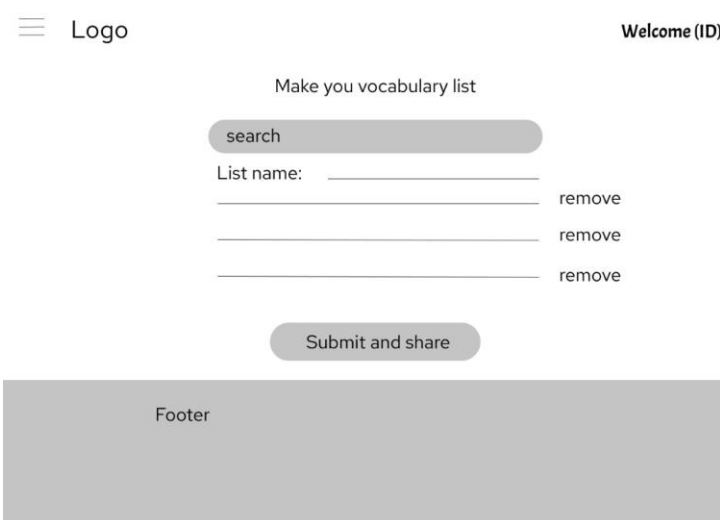 Logo
Welcome (ID)
Make you vocabulary list
search
List name:
remove
remove
remove
Submit and share
Footer